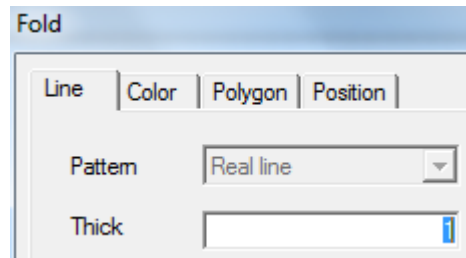 Fold
Line Color Polygon Position
Pattern Real line
Thick 1